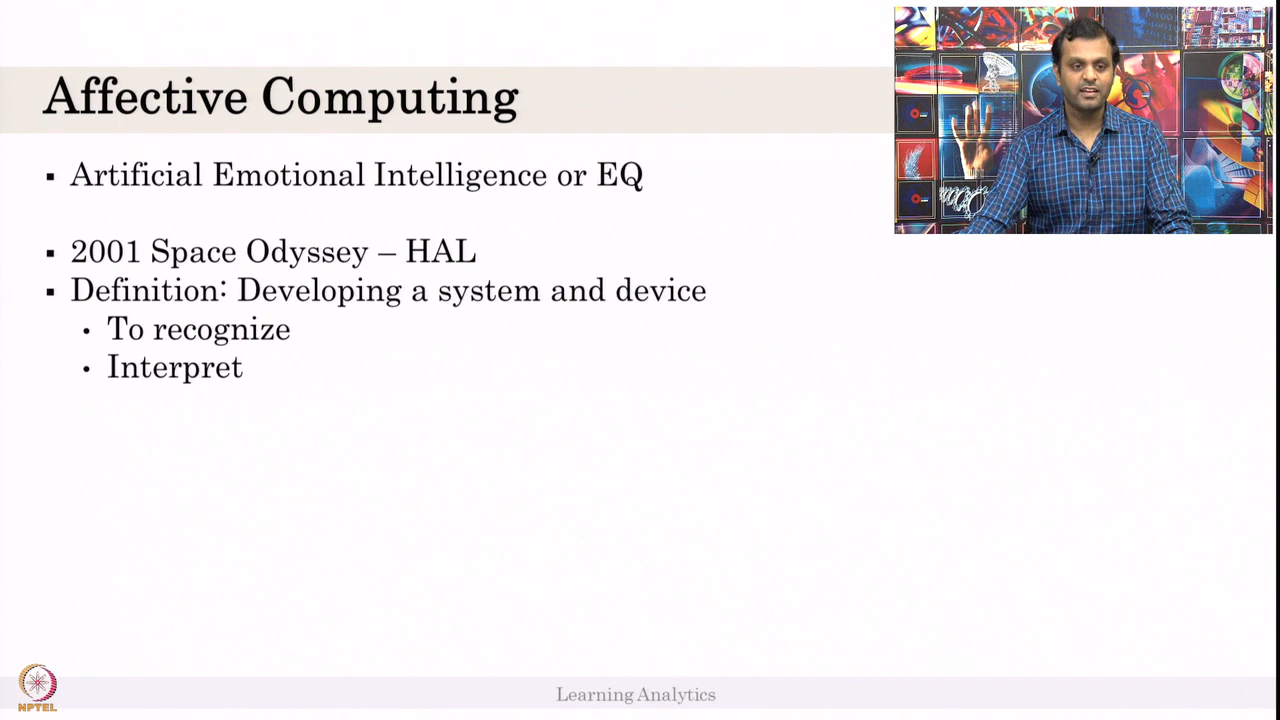 Affective Computing
▪ Artificial Emotional Intelligence or EQ
▪ 2001 Space Odyssey – HAL
▪ Definition: Developing a system and device
• To recognize
• Interpret
NPTEL
Learning Analytics